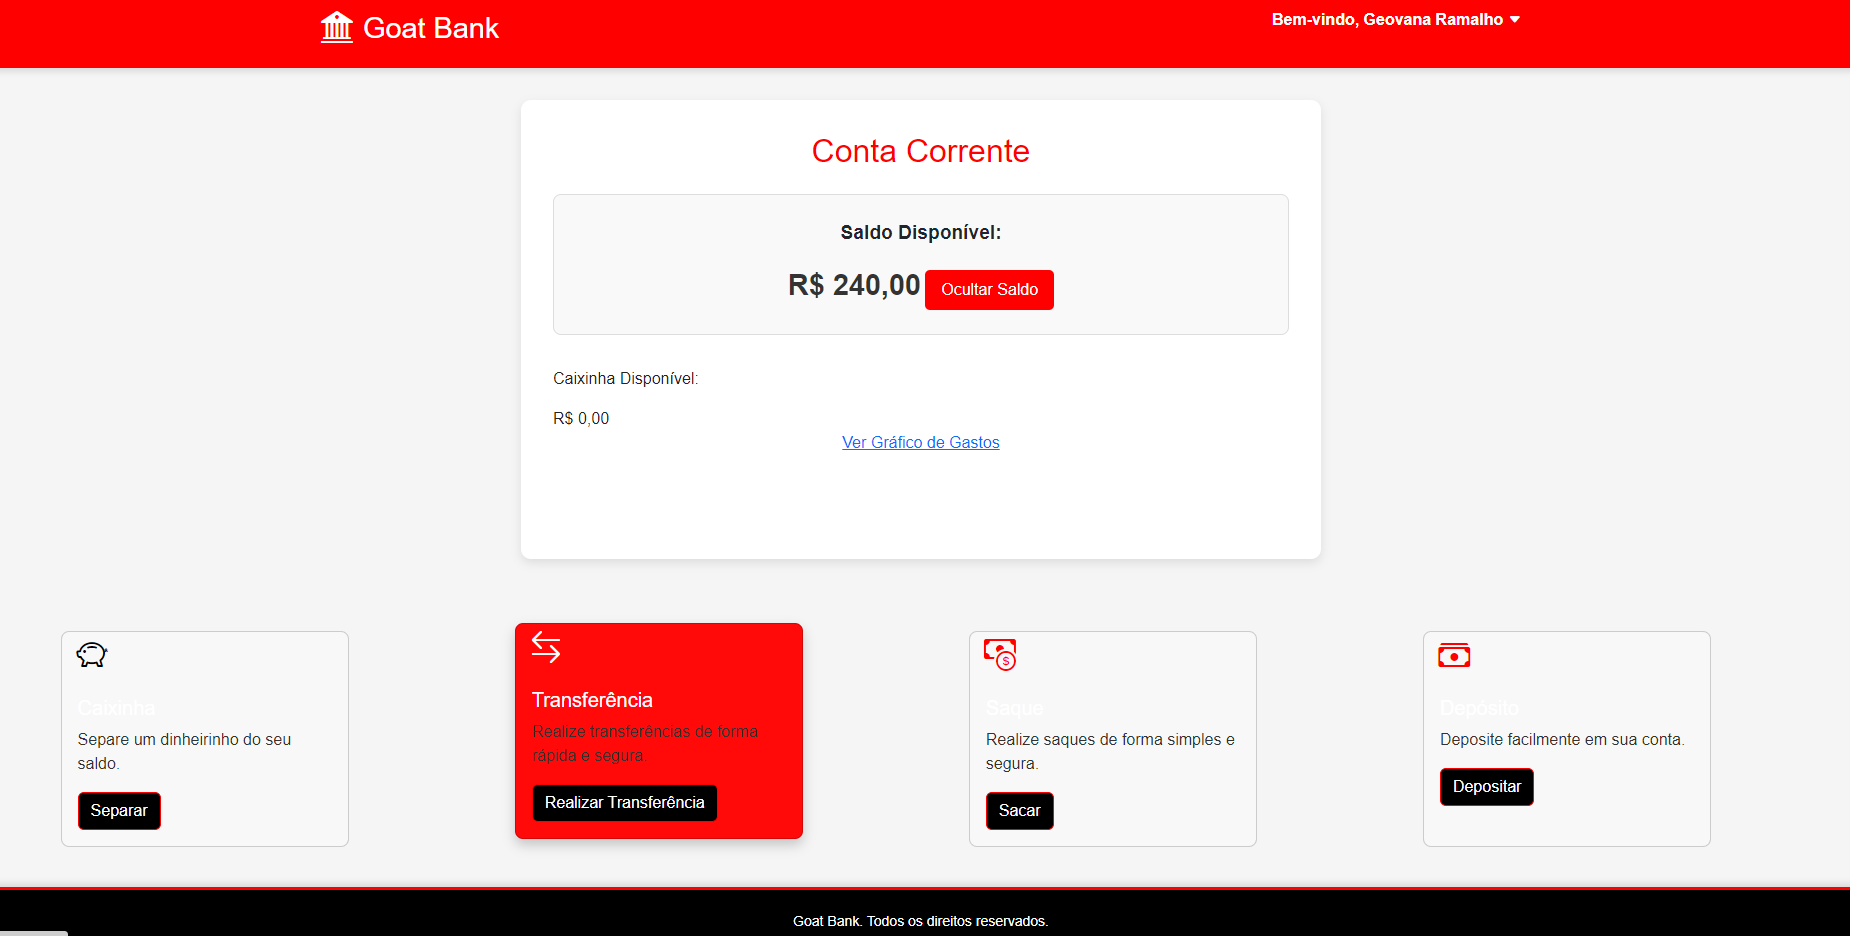 Goat Bank
Bem-vindo, Geovana Ramalho
Conta Corrente
Saldo Disponível:
R$ 240,00
Ocultar Saldo
Caixinha Disponível:
R$ 0,00
Ver Gráfico de Gastos
Caixinha
Separe um dinheirinho do seu
saldo.
Separar
Transferência
Realize transferências de forma
rápida e segura.
Realizar Transferência
Saque
Realize saques de forma simples e
segura.
Sacar
Depósito
Deposite facilmente em sua conta.
Depositar
Goat Bank. Todos os direitos reservados.